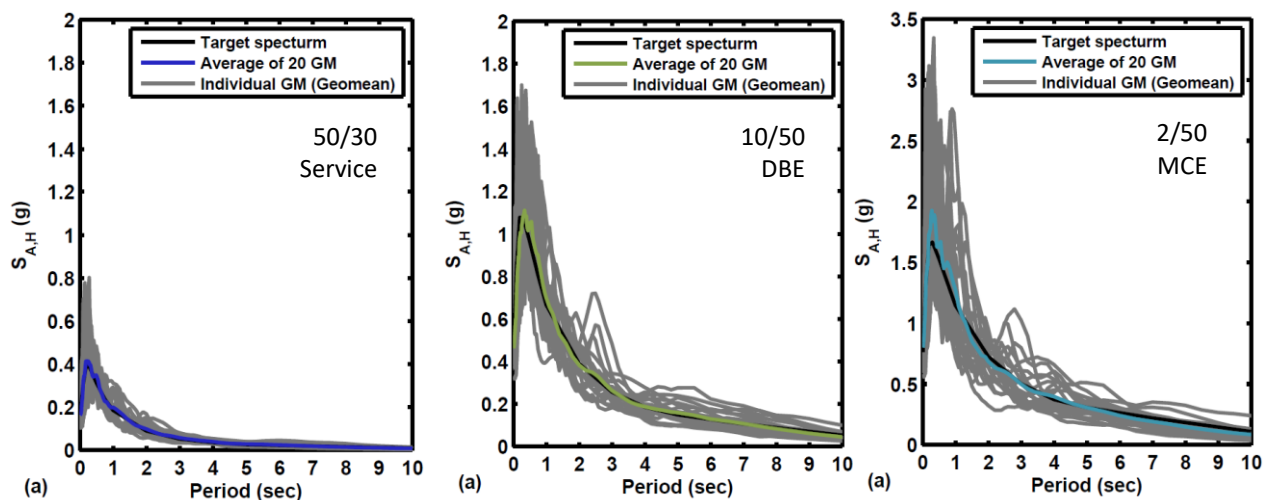 2
1.8
1.6
1.4
1.2
1
0.8
0.6
0.4
0.2
0
S_A,H (g)
Target specturm
Average of 20 GM
Individual GM (Geomean)
50/30
Service
0 1 2 3 4 5 6 7 8 9 10
(a) Period (sec)
2
1.8
1.6
1.4
1.2
1
0.8
0.6
0.4
0.2
0
S_A,H (g)
Target specturm
Average of 20 GM
Individual GM (Geomean)
10/50
DBE
0 1 2 3 4 5 6 7 8 9 10
(a) Period (sec)
3.5
3
2.5
2
1.5
1
0.5
0
S_A,H (g)
Target specturm
Average of 20 GM
Individual GM (Geomean)
2/50
MCE
0 1 2 3 4 5 6 7 8 9 10
(a) Period (sec)